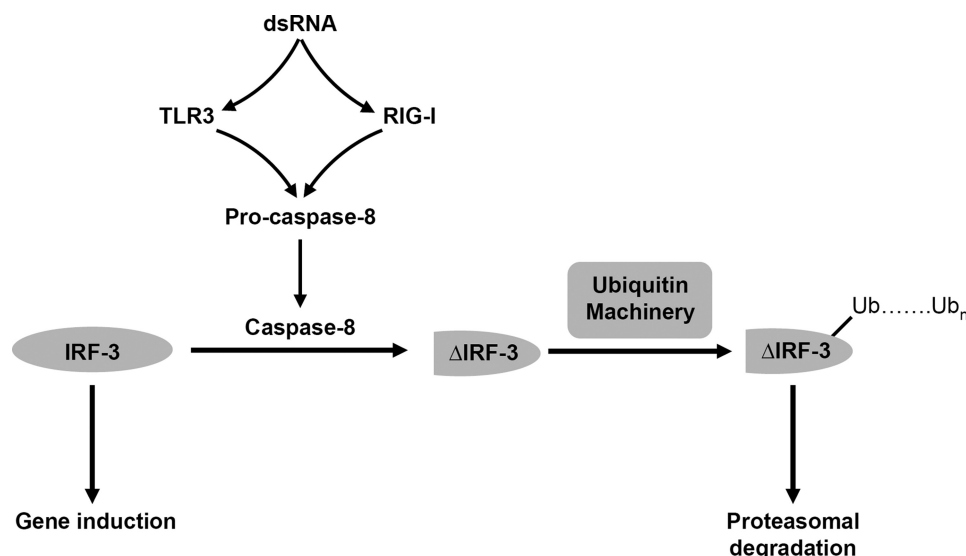 dsRNA
TLR3
RIG-I
Pro-caspase-8
Caspase-8
Ubiquitin
Machinery
IRF-3
ΔIRF-3
ΔIRF-3
Ub.......Ubn
Gene induction
Proteasomal
degradation